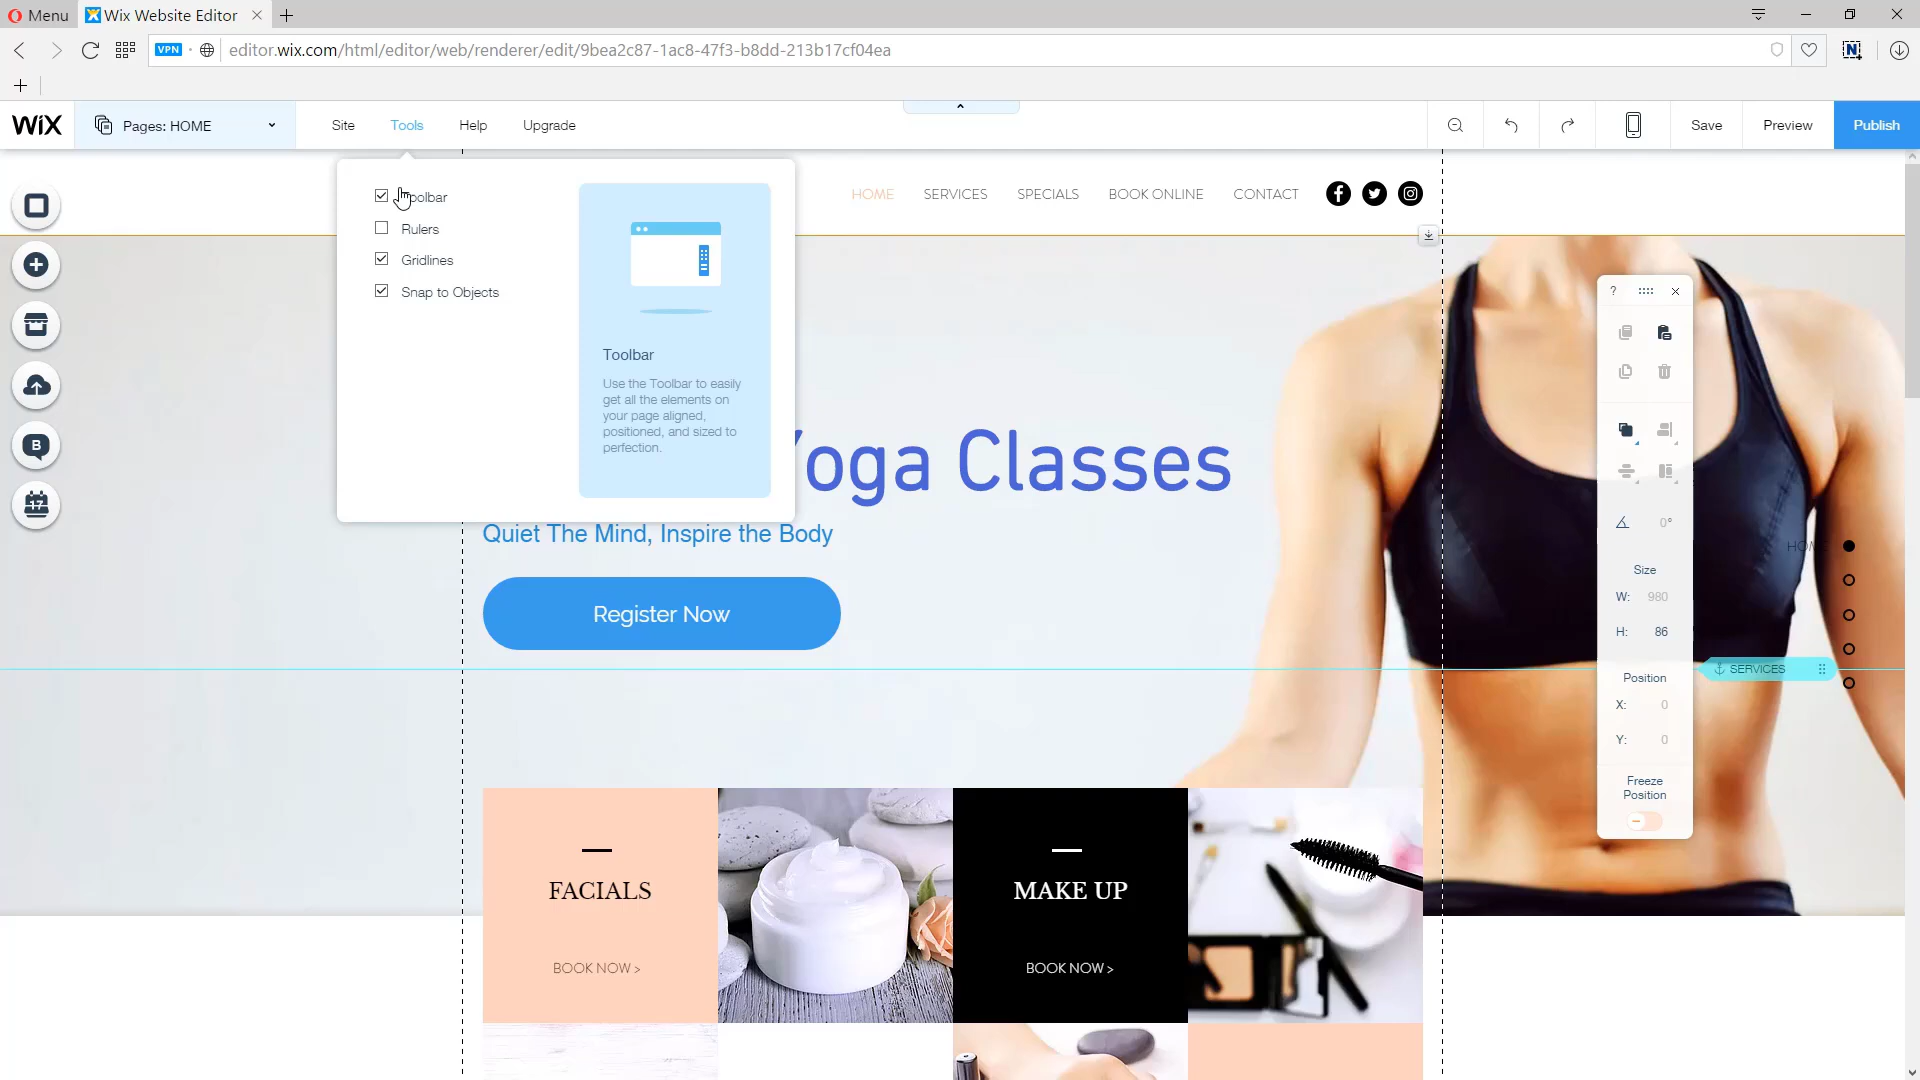 Menu
Wix Website Editor
VPN
editor.wix.com/html/editor/web/renderer/edit/9bea2c87-1ac8-47f3-b8dd-213b17cf04ea
N
WiX
Pages: HOME
Site
Tools
Help
Upgrade
Save
Preview
Publish
HOME
SERVICES
SPECIALS
BOOK ONLINE
CONTACT
Rulers
Gridlines
Snap to Objects
Toolbar
Use the Toolbar to easily
get all the elements on
your page aligned,
positioned, and sized to
perfection.
B
17
Yoga Classes
Quiet The Mind, Inspire the Body
Register Now
?
0°
Size
W: 980
H: 86
Position
X: 0
Y: 0
Freeze
Position
SERVICES
FACIALS
BOOK NOW >
MAKE UP
BOOK NOW >